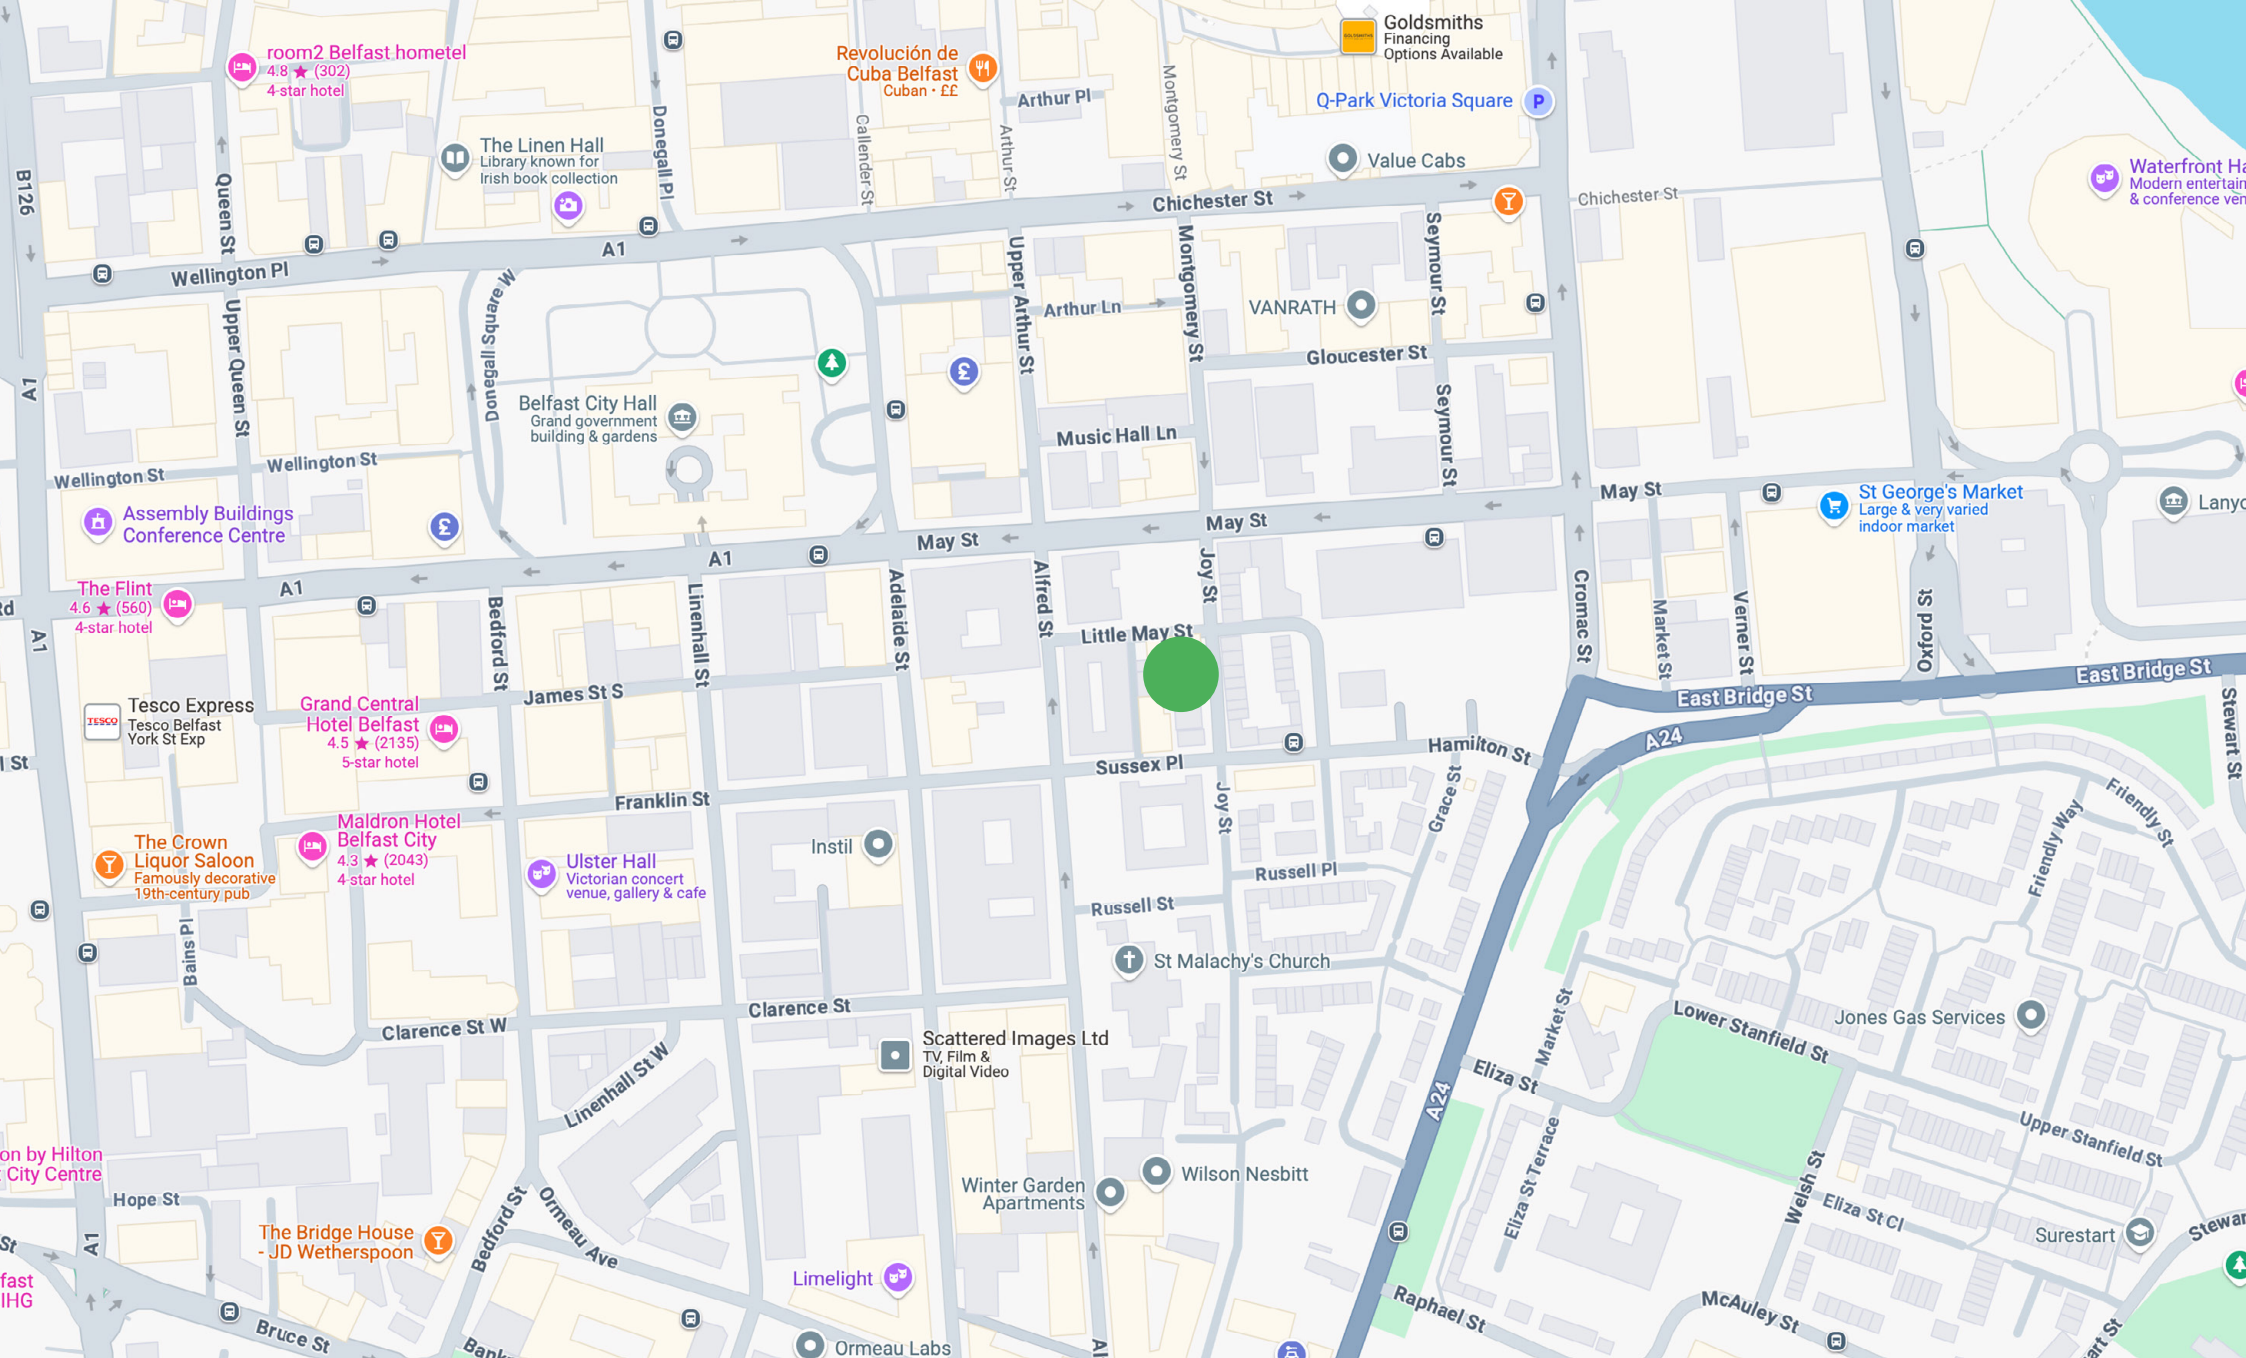 room2 Belfast hometel
4.8 ★ (302)
4-star hotel
Revolución de
Cuba Belfast
Cuban · ££
Goldsmiths
Financing
Options Available
GOLDSMITHS
Arthur Pl
Q-Park Victoria Square
P
Montgomery St
Donegall Pl
Callender St
Arthur St
The Linen Hall
Library known for
Irish book collection
Value Cabs
Waterfront Ha
Modern entertain
& conference ven
B126
Queen St
Chichester St
Chichester St
A1
Wellington Pl
Donegall Square W
Upper Arthur St
Montgomery St
Seymour St
Arthur Ln
VANRATH
Upper Queen St
Gloucester St
A1
Belfast City Hall
Grand government
building & gardens
Seymour St
Music Hall Ln
Wellington St
Wellington St
May St
St George's Market
Large & very varied
indoor market
Lanyo
Assembly Buildings
Conference Centre
May St
May St
A1
A1
The Flint
4.6 ★ (560)
4-star hotel
Rd
A1
Bedford St
Linenhall St
Adelaide St
Alfred St
Joy St
Cromac St
Market St
Verner St
Oxford St
Little May St
East Bridge St
East Bridge St
Stewart St
James St S
Tesco Express
Tesco Belfast
York St Exp
TESCO
Grand Central
Hotel Belfast
4.5 ★ (2135)
5-star hotel
l St
A24
Hamilton St
Sussex Pl
Joy St
Grace St
Franklin St
Friendly St
Friendly Way
Maldron Hotel
Belfast City
4.3 ★ (2043)
4-star hotel
The Crown
Liquor Saloon
Famously decorative
19th-century pub
Instil
Ulster Hall
Victorian concert
venue, gallery & cafe
Russell Pl
Russell St
Bains Pl
St Malachy's Church
Clarence St
Clarence St W
Market St
Lower Stanfield St
Jones Gas Services
Scattered Images Ltd
TV, Film &
Digital Video
Linenhall St W
Eliza St
A24
Upper Stanfield St
Eliza St Terrace
Welsh St
on by Hilton
City Centre
Hope St
Winter Garden
Apartments
Wilson Nesbitt
Eliza St Cl
Surestart
Stewar
The Bridge House
- JD Wetherspoon
Bedford St
Ormeau Ave
A1
St
fast
IHG
Limelight
Raphael St
McAuley St
Bruce St
Bank
Ormeau Labs
Al
art St